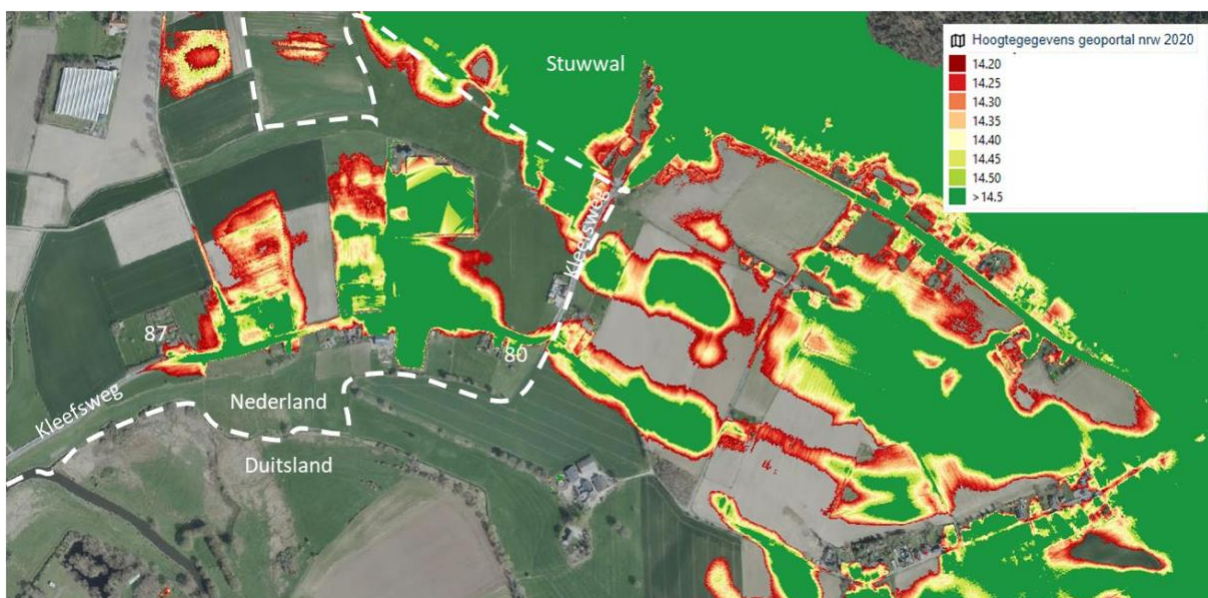 Hoogtegegevens geoportal nrw 2020
14.20
14.25
14.30
14.35
14.40
14.45
14.50
>14.5
Stuwwal
Kleefsweg
87
80
Nederland
Kleefsweg
Duitsland